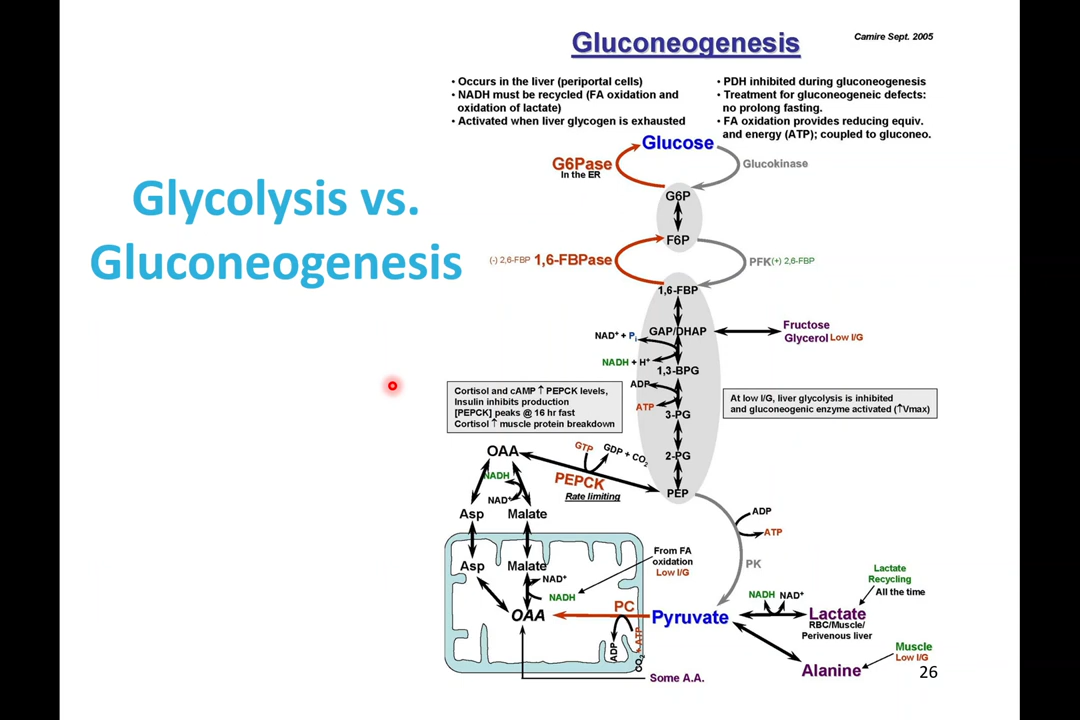 Gluconeogenesis
Camire Sept. 2005
• Occurs in the liver (periportal cells)
• NADH must be recycled (FA oxidation and
oxidation of lactate)
• Activated when liver glycogen is exhausted
• PDH inhibited during gluconeogenesis
• Treatment for gluconeogeneic defects:
no prolong fasting.
• FA oxidation provides reducing equiv.
and energy (ATP); coupled to gluconeo.
Glycolysis vs.
Gluconeogenesis
Glucose
G6Pase
In the ER
Glucokinase
G6P
F6P
(-) 2,6-FBP 1,6-FBPase
PFK(+) 2,6-FBP
1,6-FBP
GAP/DHAP
Fructose
Glycerol Low I/G
NAD+ + Pi
NADH + H+
1,3-BPG
ADP
ATP
3-PG
2-PG
PEP
Cortisol and cAMP ↑ PEPCK levels,
Insulin inhibits production
[PEPCK] peaks @ 16 hr fast
Cortisol ↑ muscle protein breakdown
At low I/G, liver glycolysis is inhibited
and gluconeogenic enzyme activated (↑Vmax)
OAA
GTP
GDP + CO2
PEPCK
Rate limiting
NADH
NAD+
Asp
Malate
ADP
ATP
PK
Asp
Malate
NAD+
NADH
OAA
From FA
oxidation
Low I/G
PC
ADP
ATP
CO2
Pyruvate
NADH NAD+
Lactate
RBC/Muscle/
Perivenous liver
Lactate
Recycling
All the time
Muscle
Low I/G
Alanine
Some A.A.
26